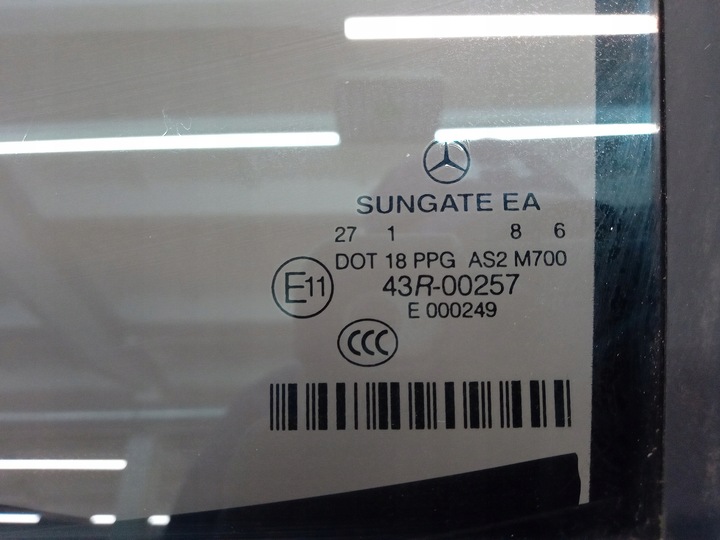 SUNGATE EA
27 1 8 6
DOT 18 PPG AS2 M700
E11
43R-00257
E 000249
CCC